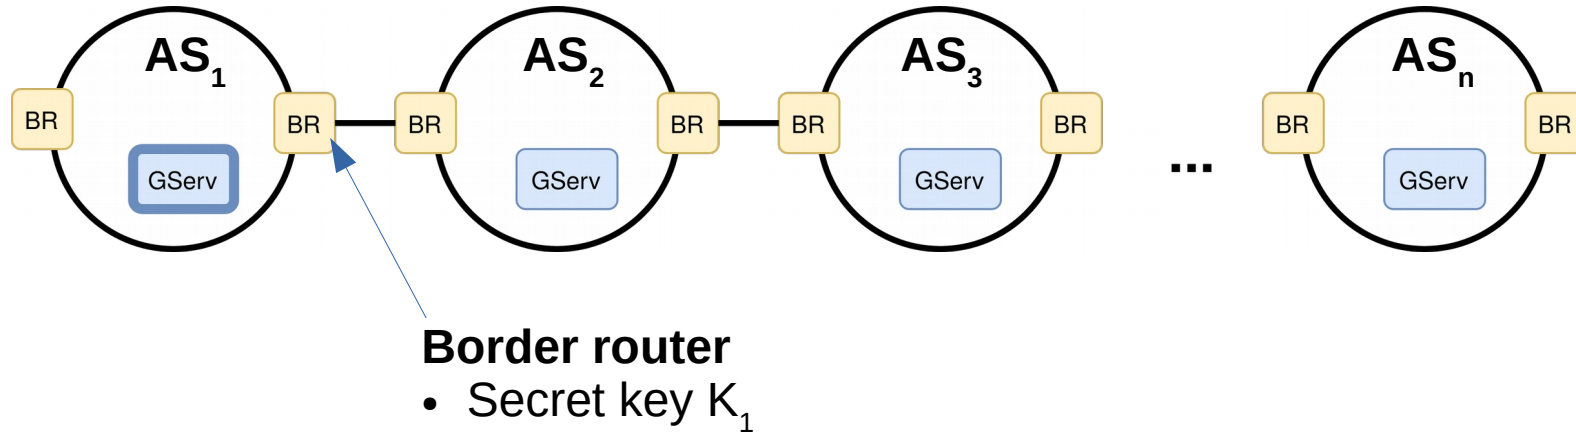 AS1
AS2
AS3
ASn
BR
BR
BR
BR
BR
BR
BR
BR
GServ
GServ
GServ
...
GServ
Border router
• Secret key K1